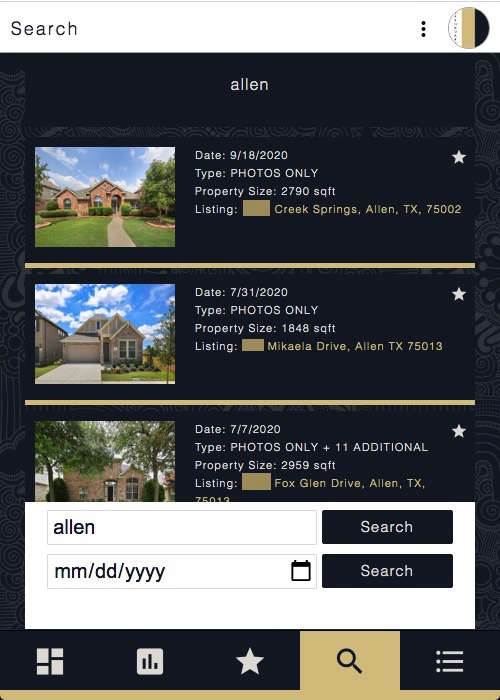 Search
allen
Date: 9/18/2020
Type: PHOTOS ONLY
Property Size: 2790 sqft
Listing: Creek Springs, Allen, TX, 75002
Date: 7/31/2020
Type: PHOTOS ONLY
Property Size: 1848 sqft
Listing: Mikaela Drive, Allen TX 75013
Date: 7/7/2020
Type: PHOTOS ONLY + 11 ADDITIONAL
Property Size: 2959 sqft
Listing: Fox Glen Drive, Allen, TX,
75013
allen Search
mm/dd/yyyy Search